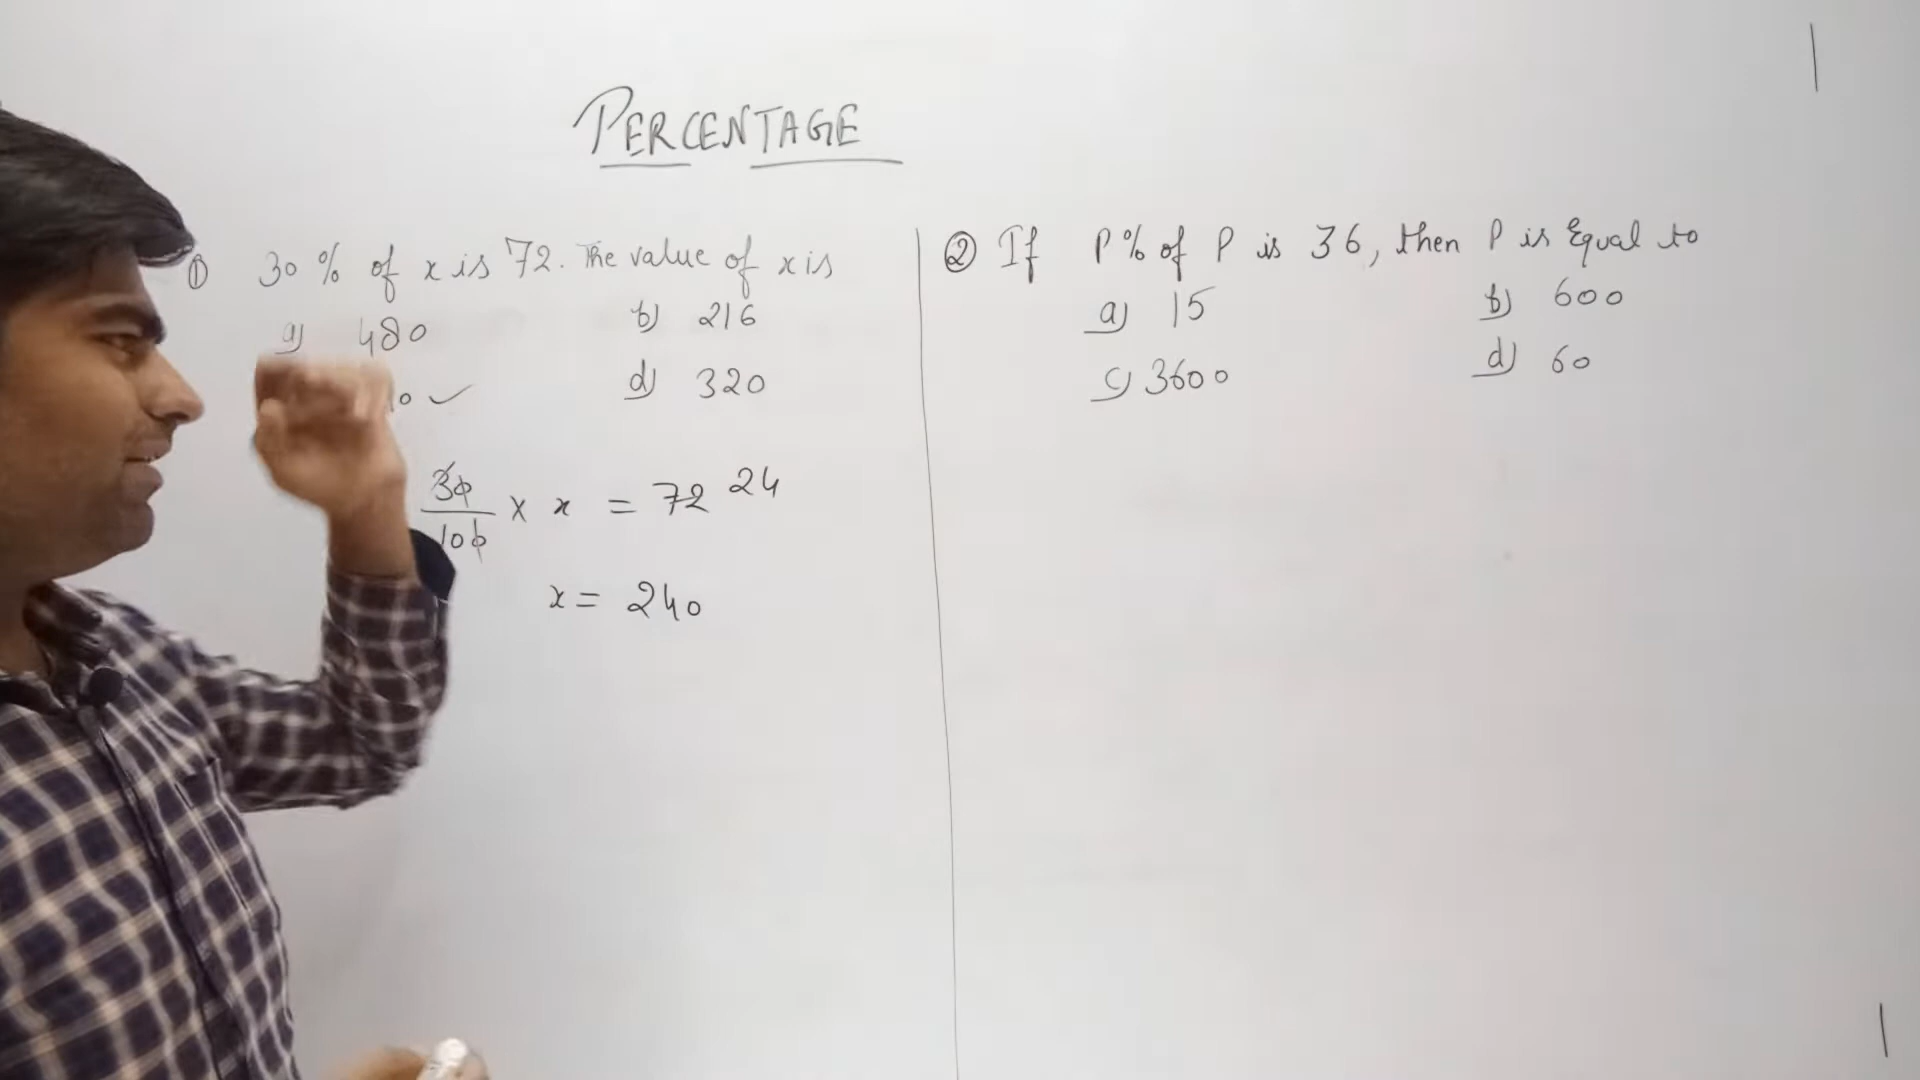 PERCENTAGE
① 30 % of x is 72. The value of x is
a) 480 b) 216
0 ✓ d) 320
30/100 × x = 72 24
x = 240
② If P% of P is 36, then P is Equal to
a) 15 b) 600
c) 3600 d) 60